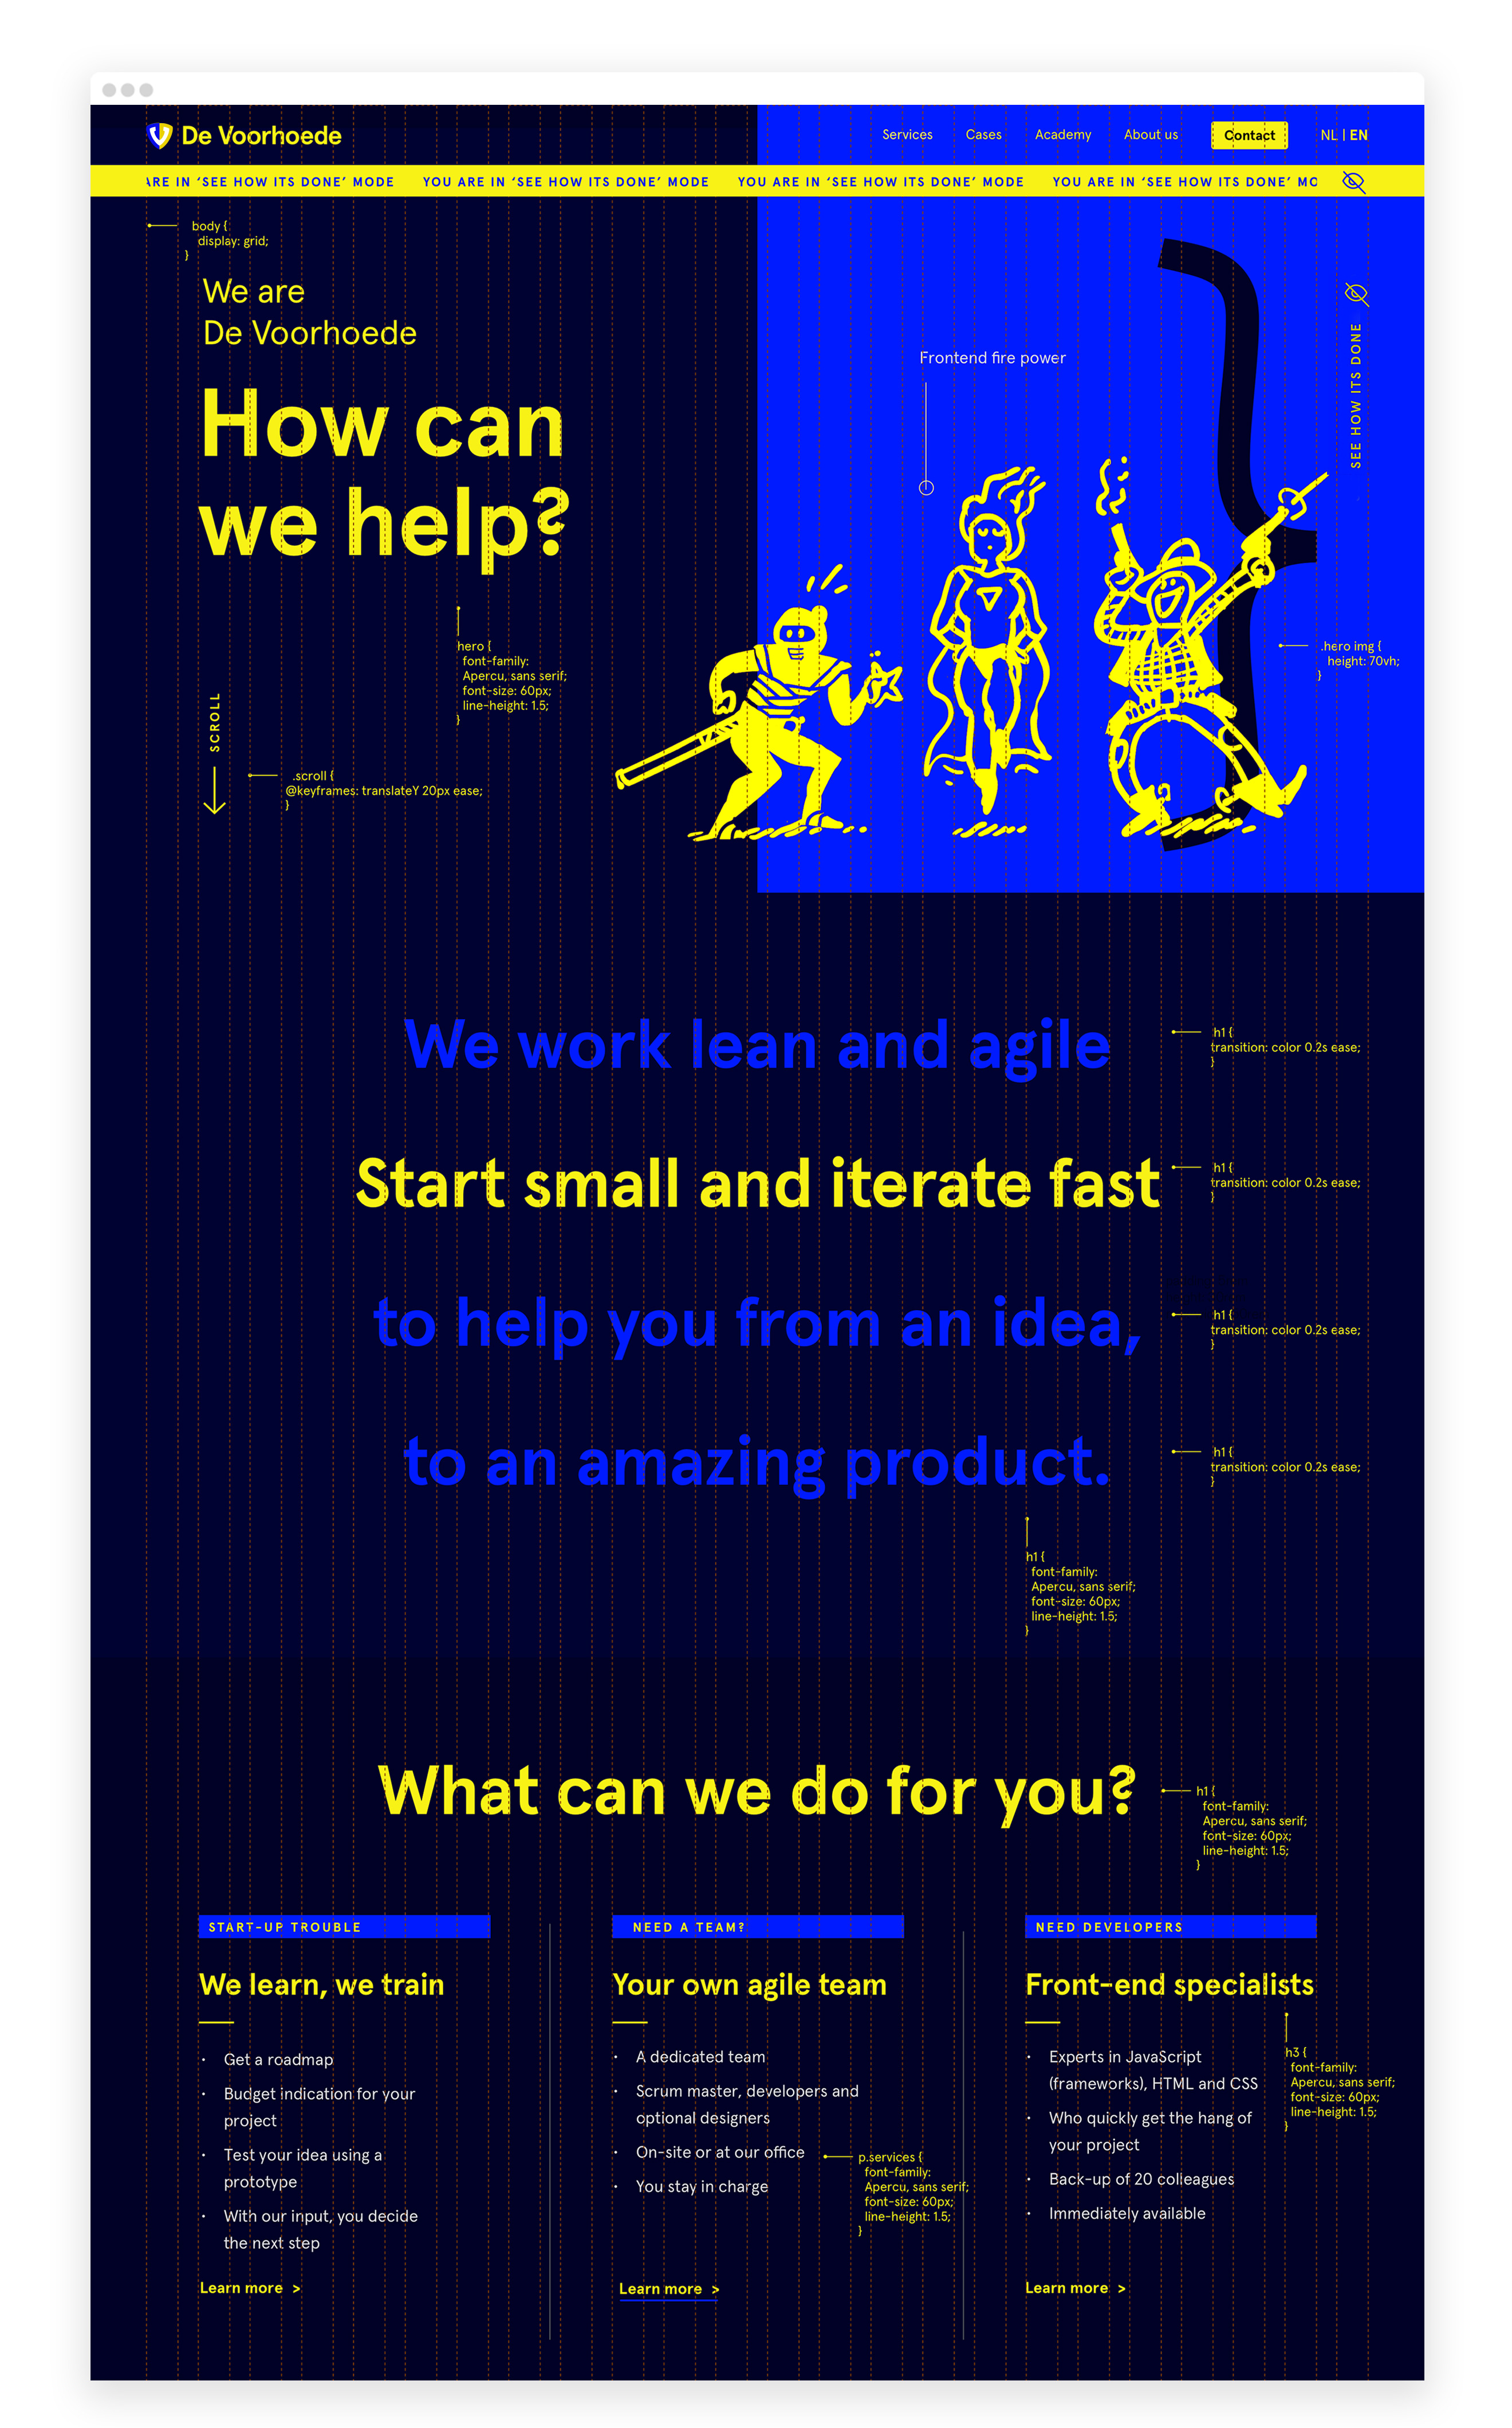 De Voorhoede
Services
Cases
Academy
About us
Contact
NL | EN
ARE IN ‘SEE HOW ITS DONE’ MODE
YOU ARE IN ‘SEE HOW ITS DONE’ MODE
YOU ARE IN ‘SEE HOW ITS DONE’ MODE
YOU ARE IN ‘SEE HOW ITS DONE’ MO
body {
display: grid;
}
We are
De Voorhoede
How can
we help?
hero {
font-family:
Apercu, sans serif;
font-size: 60px;
line-height: 1.5;
}
SCROLL
.scroll {
@keyframes: translateY 20px ease;
}
Frontend fire power
SEE HOW ITS DONE
.hero img {
height: 70vh;
}
We work lean and agile
h1 {
transition: color 0.2s ease;
}
Start small and iterate fast
h1 {
transition: color 0.2s ease;
}
to help you from an idea,
h1 {
transition: color 0.2s ease;
}
to an amazing product.
h1 {
transition: color 0.2s ease;
}
h1 {
font-family:
Apercu, sans serif;
font-size: 60px;
line-height: 1.5;
}
What can we do for you?
h1 {
font-family:
Apercu, sans serif;
font-size: 60px;
line-height: 1.5;
}
START-UP TROUBLE
We learn, we train
• Get a roadmap
• Budget indication for your
project
• Test your idea using a
prototype
• With our input, you decide
the next step
Learn more >
NEED A TEAM?
Your own agile team
• A dedicated team
• Scrum master, developers and
optional designers
• On-site or at our office
• You stay in charge
p.services {
font-family:
Apercu, sans serif;
font-size: 60px;
line-height: 1.5;
}
Learn more >
NEED DEVELOPERS
Front-end specialists
• Experts in JavaScript
(frameworks), HTML and CSS
• Who quickly get the hang of
your project
• Back-up of 20 colleagues
• Immediately available
h3 {
font-family:
Apercu, sans serif;
font-size: 60px;
line-height: 1.5;
}
Learn more >